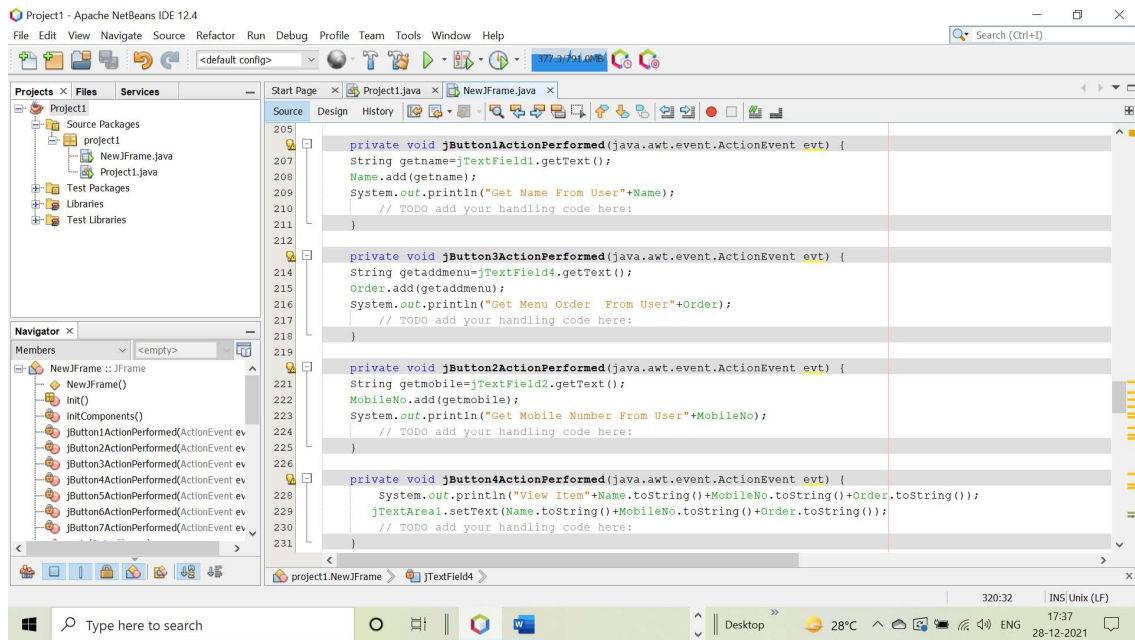 Project1 - Apache NetBeans IDE 12.4
File Edit View Navigate Source Refactor Run Debug Profile Team Tools Window Help
Search (Ctrl+I)
<default config>
377.3/791.0MB
Projects Files Services
Start Page Project1.java NewJFrame.java
Project1
Source Packages
project1
NewJFrame.java
Project1.java
Test Packages
Libraries
Test Libraries
Source Design History
205
private void jButton1ActionPerformed(java.awt.event.ActionEvent evt) {
207 String getname=jTextField1.getText();
208 Name.add(getname);
209 System.out.println("Get Name From User"+Name);
210 // TODO add your handling code here:
211 }
212
private void jButton3ActionPerformed(java.awt.event.ActionEvent evt) {
214 String getaddmenu=jTextField4.getText();
215 Order.add(getaddmenu);
216 System.out.println("Get Menu Order  From User"+Order);
217 // TODO add your handling code here:
218 }
219
private void jButton2ActionPerformed(java.awt.event.ActionEvent evt) {
221 String getmobile=jTextField2.getText();
222 MobileNo.add(getmobile);
223 System.out.println("Get Mobile Number From User"+MobileNo);
224 // TODO add your handling code here:
225 }
226
private void jButton4ActionPerformed(java.awt.event.ActionEvent evt) {
228 System.out.println("View Item"+Name.toString()+MobileNo.toString()+Order.toString());
229 jTextArea1.setText(Name.toString()+MobileNo.toString()+Order.toString());
230 // TODO add your handling code here:
231 }
Navigator
Members <empty>
NewJFrame :: JFrame
NewJFrame()
init()
initComponents()
jButton1ActionPerformed(ActionEvent ev
jButton2ActionPerformed(ActionEvent ev
jButton3ActionPerformed(ActionEvent ev
jButton4ActionPerformed(ActionEvent ev
jButton5ActionPerformed(ActionEvent ev
jButton6ActionPerformed(ActionEvent ev
jButton7ActionPerformed(ActionEvent ev
project1.NewJFrame jTextField4
320:32 INS Unix (LF)
Type here to search
Desktop 28°C ENG
17:37
28-12-2021